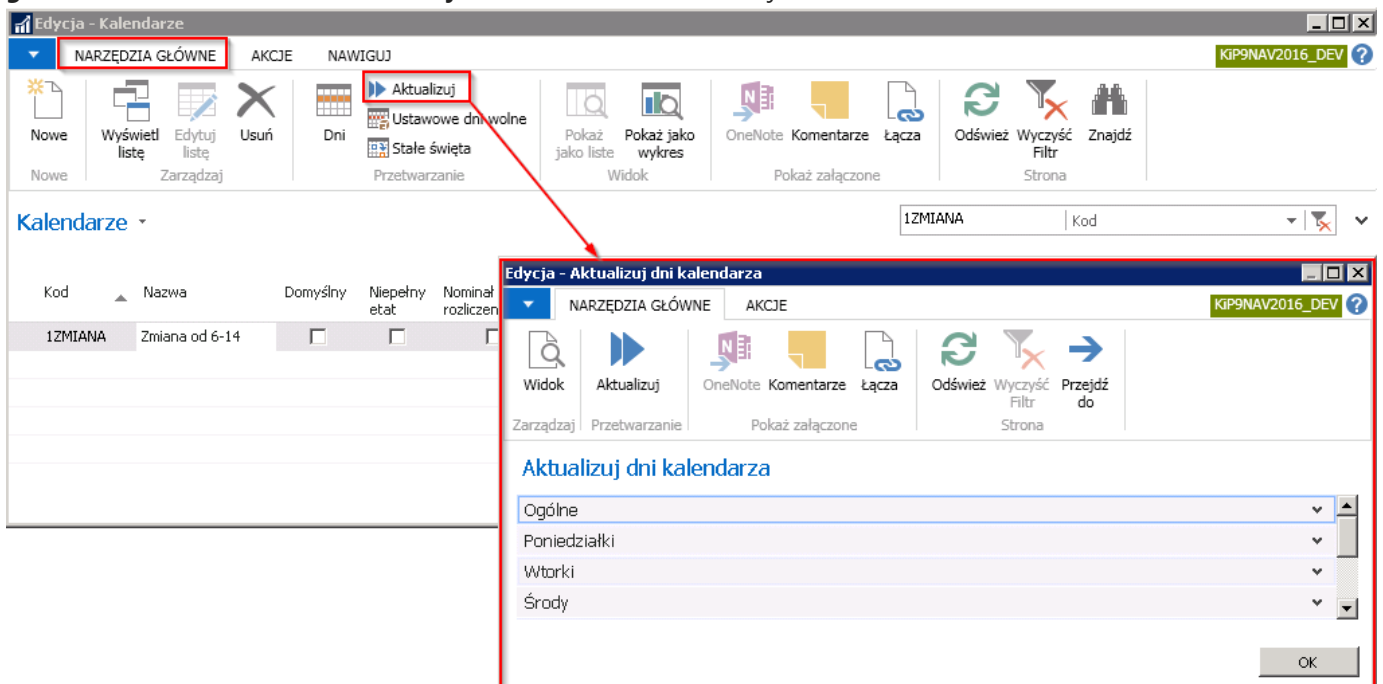 Edycja - Kalendarze
NARZĘDZIA GŁÓWNE AKCJE NAWIGUJ KiP9NAV2016_DEV ?
Nowe
Wyświetl listę
Edytuj listę
Usuń
Dni
Aktualizuj
Ustawowe dni wolne
Stałe święta
Pokaż jako liste
Pokaż jako wykres
OneNote
Komentarze
Łącza
Odśwież
Wyczyść Filtr
Znajdź
Nowe Zarządzaj Przetwarzanie Widok Pokaż załączone Strona
Kalendarze
1ZMIANA Kod
Kod Nazwa Domyślny Niepełny etat Nominał
1ZMIANA Zmiana od 6-14
Edycja - Aktualizuj dni kalendarza
NARZĘDZIA GŁÓWNE AKCJE KiP9NAV2016_DEV ?
Widok
Aktualizuj
OneNote
Komentarze
Łącza
Odśwież
Wyczyść Filtr
Przejdź do
Zarządzaj Przetwarzanie Pokaż załączone Strona
Aktualizuj dni kalendarza
Ogólne
Poniedziałki
Wtorki
Środy
OK